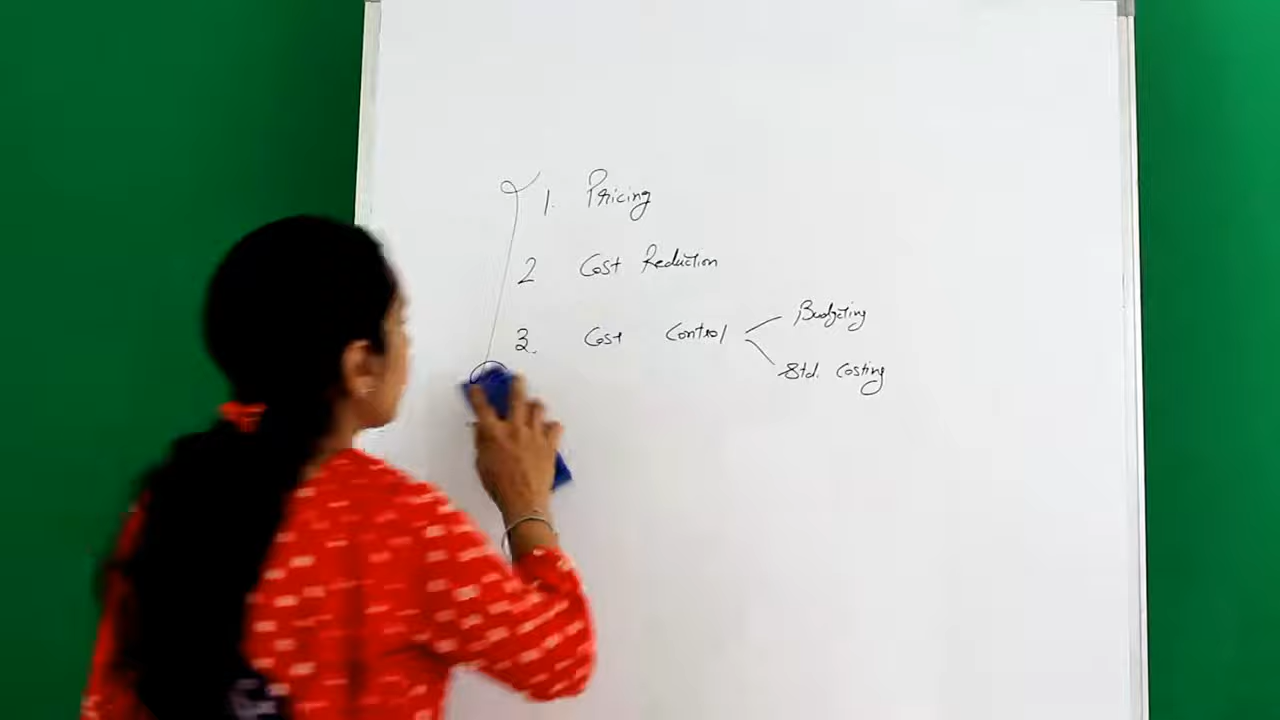 1. Pricing
2 Cost Reduction
3. Cost Control
Budgeting
Std. Costing